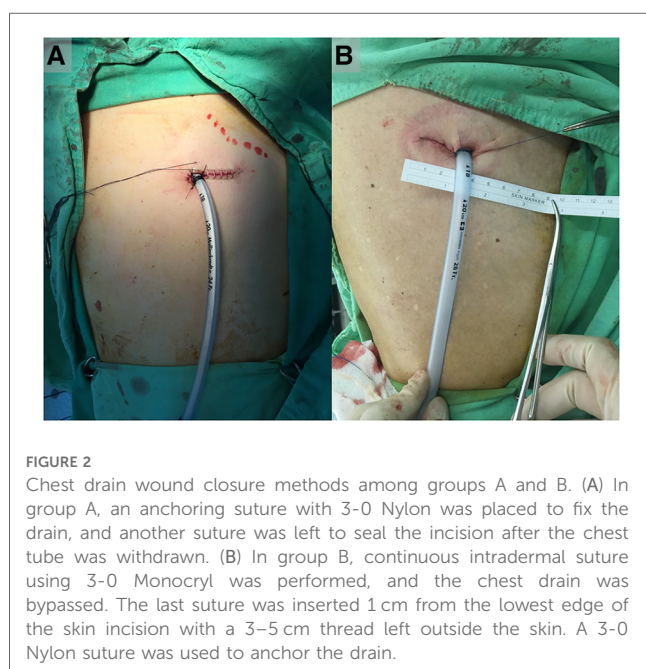 A
B
SKIN MARKER
28 Fr.
FIGURE 2
Chest drain wound closure methods among groups A and B. (A) In
group A, an anchoring suture with 3-0 Nylon was placed to fix the
drain, and another suture was left to seal the incision after the chest
tube was withdrawn. (B) In group B, continuous intradermal suture
using 3-0 Monocryl was performed, and the chest drain was
bypassed. The last suture was inserted 1 cm from the lowest edge of
the skin incision with a 3–5 cm thread left outside the skin. A 3-0
Nylon suture was used to anchor the drain.